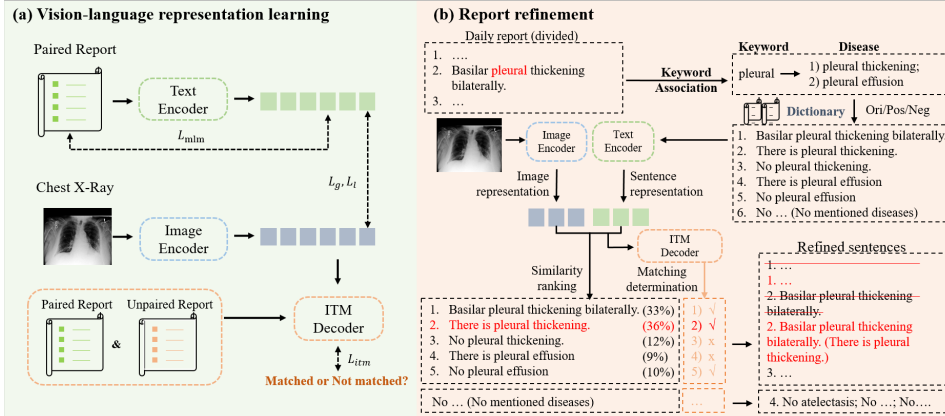 (a) Vision-language representation learning
Paired Report
Text
Encoder
L_mlm
L_g, L_l
Chest X-Ray
Image
Encoder
Paired Report
&
Unpaired Report
ITM
Decoder
L_itm
Matched or Not matched?
(b) Report refinement
Daily report (divided)
1. ….
2. Basilar pleural thickening
bilaterally.
3. …
Keyword
Association
Keyword
Disease
pleural
1) pleural thickening;
2) pleural effusion
Dictionary
Ori/Pos/Neg
1. Basilar pleural thickening bilaterally.
2. There is pleural thickening.
3. No pleural thickening.
4. There is pleural effusion
5. No pleural effusion
6. No … (No mentioned diseases)
Image
Encoder
Text
Encoder
Image
representation
Sentence
representation
ITM
Decoder
Similarity
ranking
Matching
determination
1. Basilar pleural thickening bilaterally. (33%) 1) √
2. There is pleural thickening. (36%) 2) √
3. No pleural thickening. (12%) 3) x
4. There is pleural effusion (9%) 4) x
5. No pleural effusion (10%) 5) √
No … (No mentioned diseases) …
Refined sentences
1. …
1. …
2. Basilar pleural thickening
bilaterally.
2. Basilar pleural thickening
bilaterally. (There is pleural
thickening.)
3. …
4. No atelectasis; No …; No….